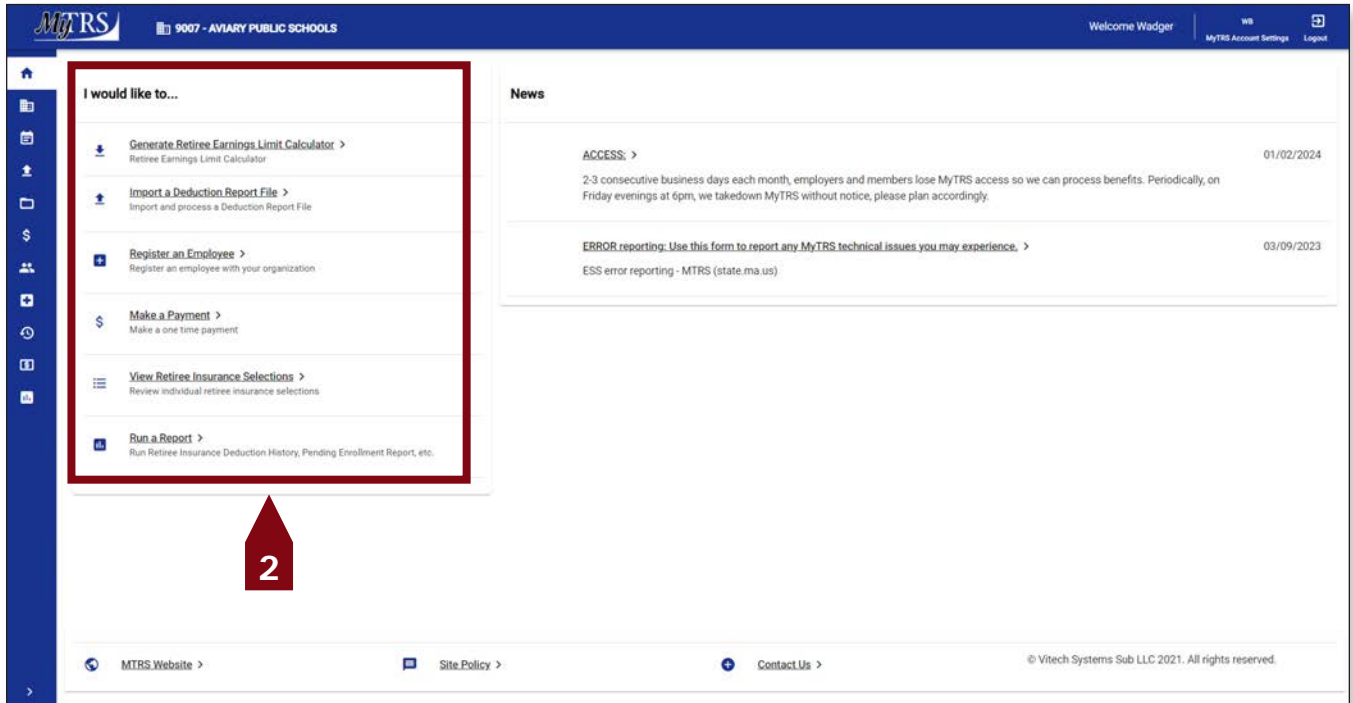 MyTRS
9007 - AVIARY PUBLIC SCHOOLS
Welcome Wadger
WB
MyTRS Account Settings
Logout
I would like to...
Generate Retiree Earnings Limit Calculator >
Retiree Earnings Limit Calculator
Import a Deduction Report File >
Import and process a Deduction Report File
Register an Employee >
Register an employee with your organization
$
Make a Payment >
Make a one time payment
View Retiree Insurance Selections >
Review individual retiree insurance selections
Run a Report >
Run Retiree Insurance Deduction History, Pending Enrollment Report, etc.
2
News
ACCESS: >
01/02/2024
2-3 consecutive business days each month, employers and members lose MyTRS access so we can process benefits. Periodically, on
Friday evenings at 6pm, we takedown MyTRS without notice, please plan accordingly.
ERROR reporting: Use this form to report any MyTRS technical issues you may experience. >
03/09/2023
ESS error reporting - MTRS (state.ma.us)
MTRS Website >
Site Policy >
Contact Us >
© Vitech Systems Sub LLC 2021. All rights reserved.